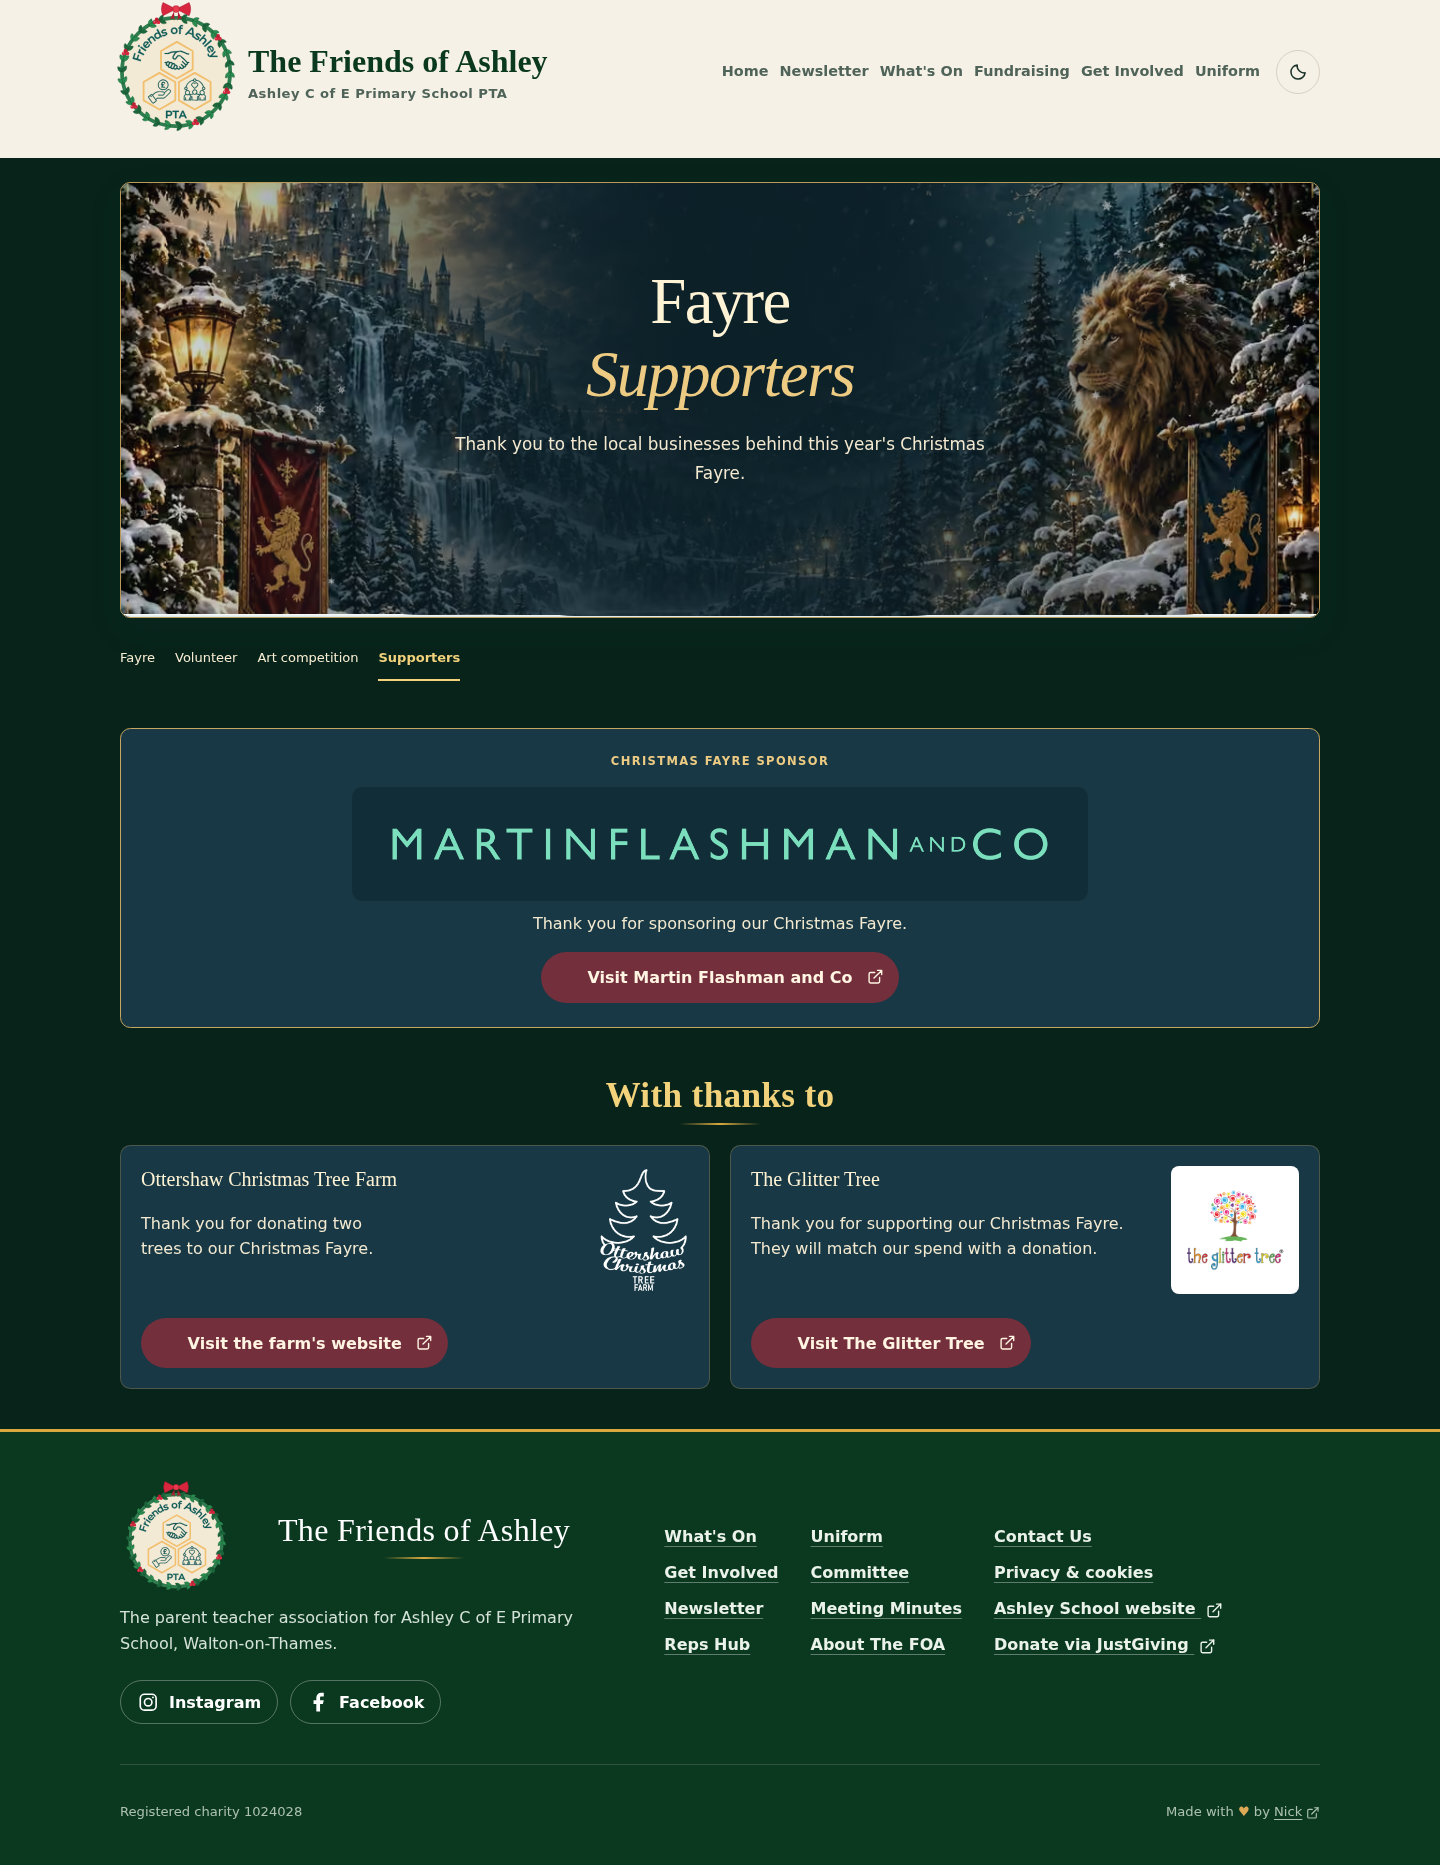 Friends of Ashley
PTA
The Friends of Ashley
Ashley C of E Primary School PTA
Home Newsletter What's On Fundraising Get Involved Uniform
Fayre
Supporters
Thank you to the local businesses behind this year's Christmas
Fayre.
Fayre Volunteer Art competition Supporters
CHRISTMAS FAYRE SPONSOR
MARTINFLASHMANANDCO
Thank you for sponsoring our Christmas Fayre.
Visit Martin Flashman and Co
With thanks to
Ottershaw Christmas Tree Farm
Thank you for donating two
trees to our Christmas Fayre.
Ottershaw
Christmas
TREE
FARM
Visit the farm's website
The Glitter Tree
Thank you for supporting our Christmas Fayre.
They will match our spend with a donation.
the glitter tree
Visit The Glitter Tree
Friends of Ashley
PTA
The Friends of Ashley
The parent teacher association for Ashley C of E Primary
School, Walton-on-Thames.
Instagram Facebook
What's On
Get Involved
Newsletter
Reps Hub
Uniform
Committee
Meeting Minutes
About The FOA
Contact Us
Privacy & cookies
Ashley School website
Donate via JustGiving
Registered charity 1024028
Made with ♥ by Nick